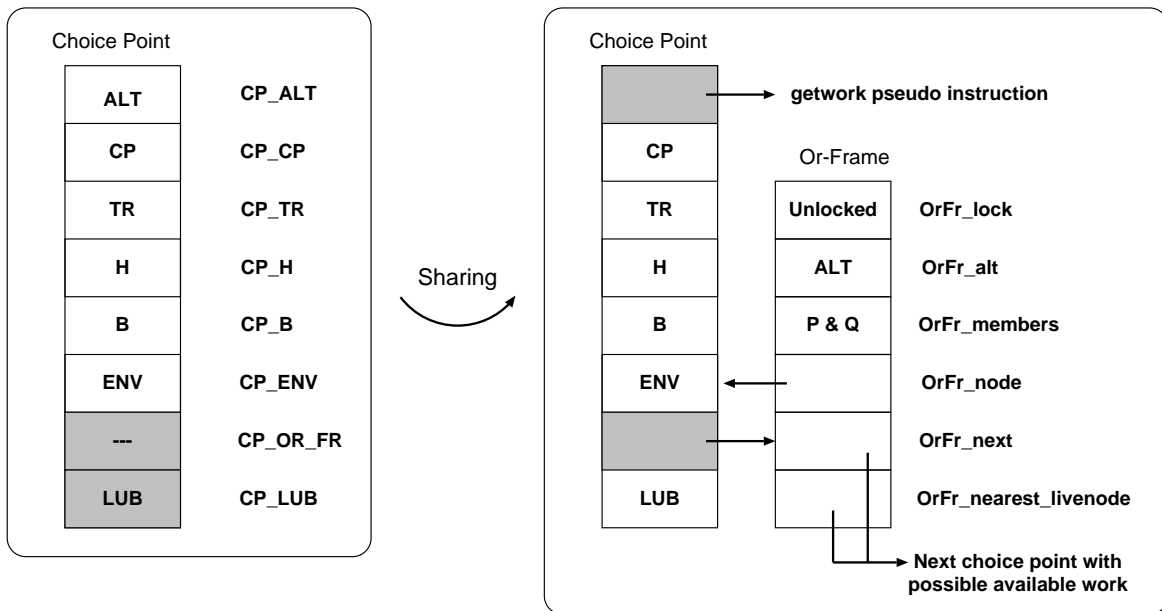 Choice Point
ALT CP_ALT
CP CP_CP
TR CP_TR
H CP_H
B CP_B
ENV CP_ENV
--- CP_OR_FR
LUB CP_LUB
Sharing
Choice Point
getwork pseudo instruction
CP
Or-Frame
TR Unlocked OrFr_lock
H ALT OrFr_alt
B P & Q OrFr_members
ENV OrFr_node
OrFr_next
LUB OrFr_nearest_livenode
Next choice point with
possible available work